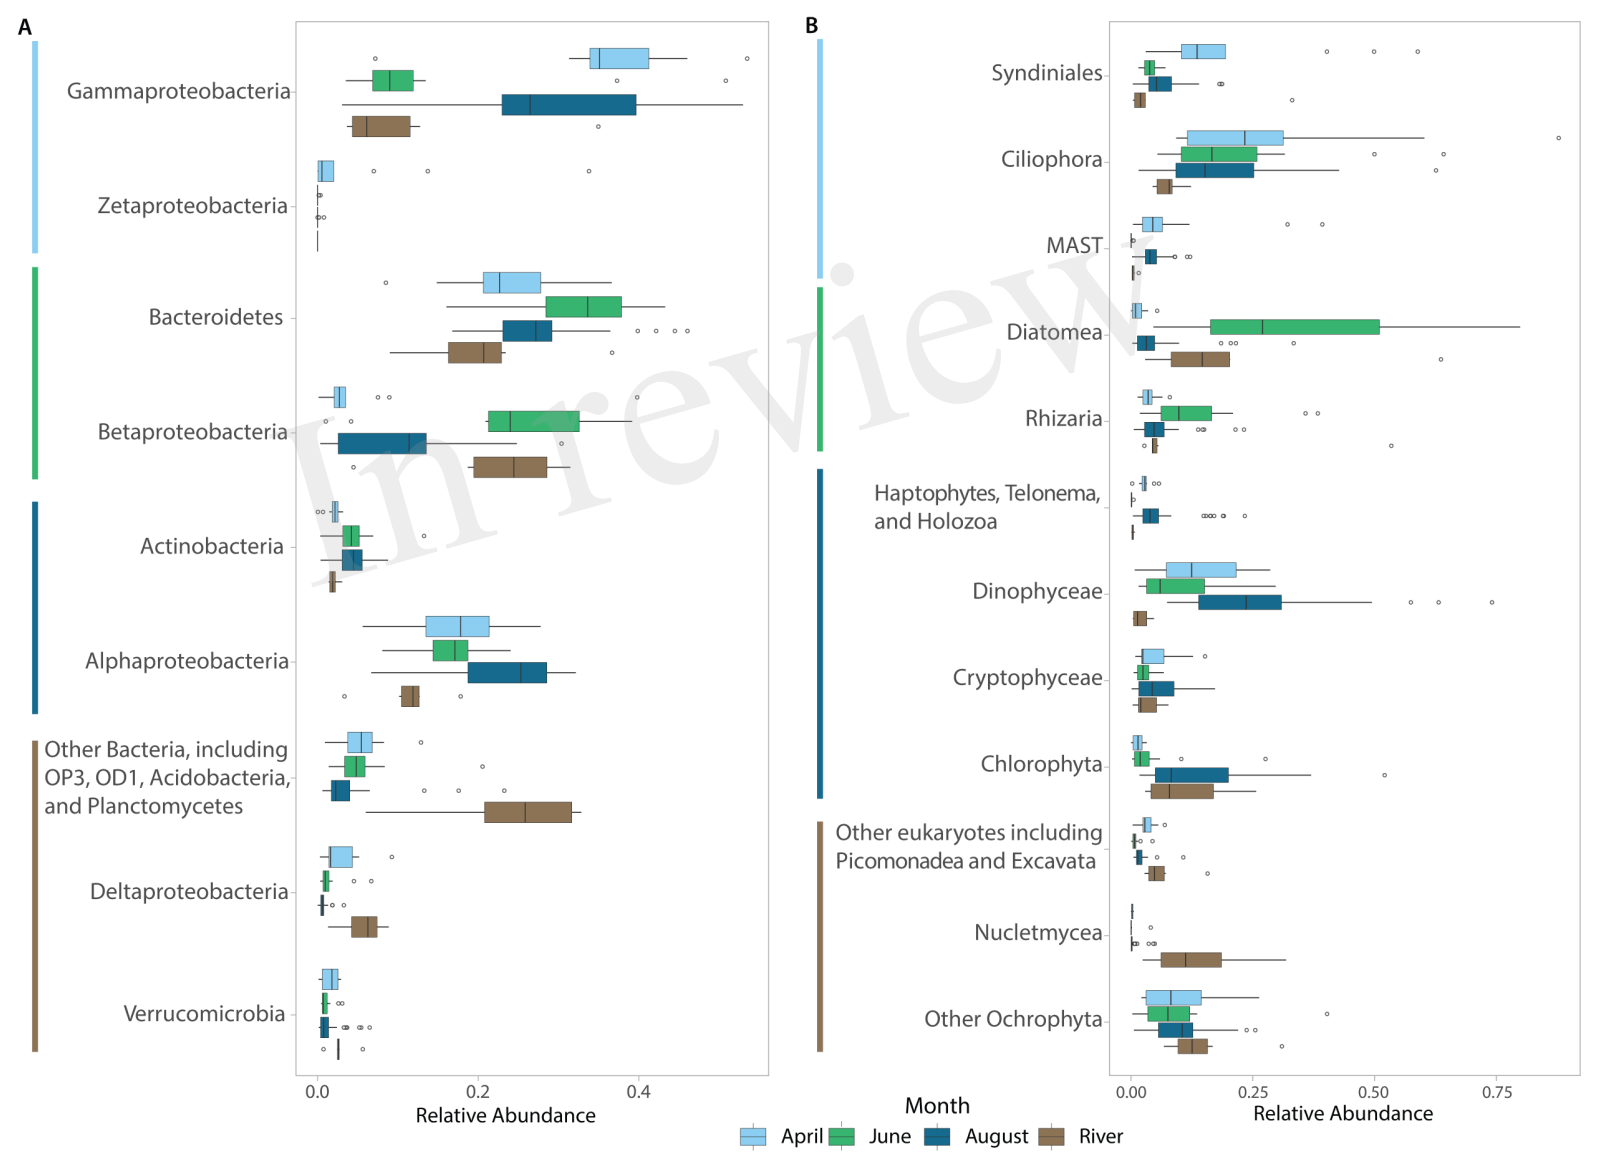 A
Gammaproteobacteria
Zetaproteobacteria
Bacteroidetes
Betaproteobacteria
Actinobacteria
Alphaproteobacteria
Other Bacteria, including
OP3, OD1, Acidobacteria,
and Planctomycetes
Deltaproteobacteria
Verrucomicrobia
0.0 0.2 0.4
Relative Abundance
B
Syndiniales
Ciliophora
MAST
Diatomea
Rhizaria
Haptophytes, Telonema,
and Holozoa
Dinophyceae
Cryptophyceae
Chlorophyta
Other eukaryotes including
Picomonadea and Excavata
Nucletmycea
Other Ochrophyta
0.00 0.25 0.50 0.75
Relative Abundance
Month
April June August River
In review